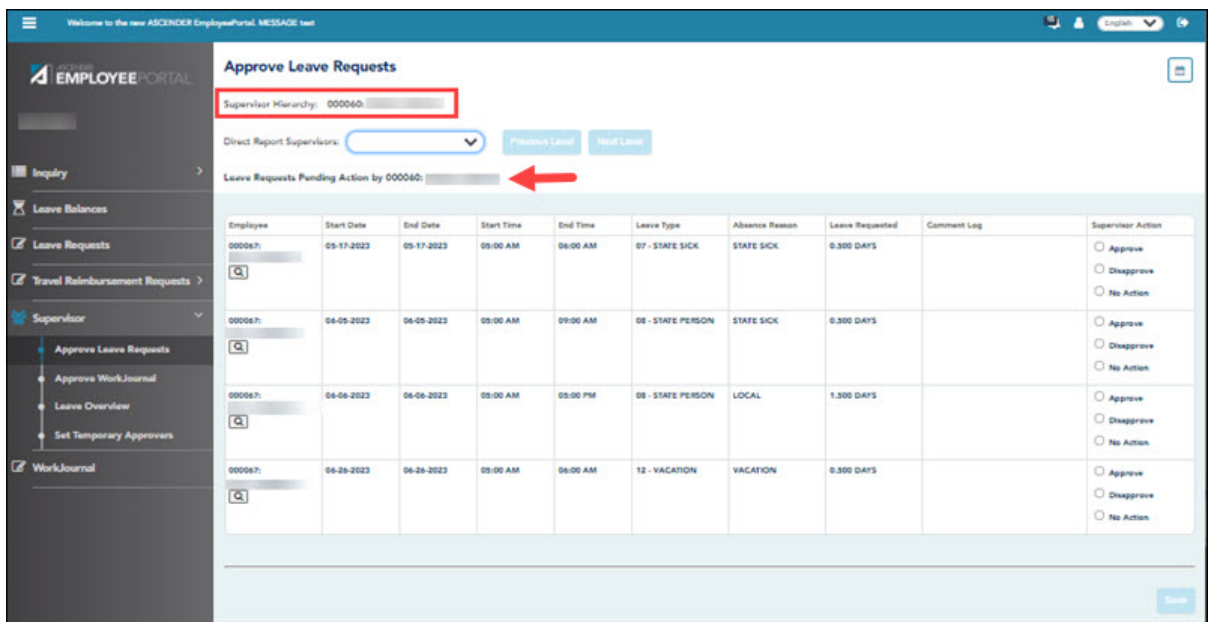 Welcome to the new ASCENDER EmployeePortal. MESSAGE text
English
ASCENDER
EMPLOYEEPORTAL
Inquiry
Leave Balances
Leave Requests
Travel Reimbursement Requests
Supervisor
Approve Leave Requests
Approve WorkJournal
Leave Overview
Set Temporary Approvers
WorkJournal
Approve Leave Requests
Supervisor Hierarchy: 000060:
Direct Report Supervisors:
Previous Level Next Level
Leave Requests Pending Action by 000060:
Employee Start Date End Date Start Time End Time Leave Type Absence Reason Leave Requested Comment Log Supervisor Action
000067: 05-17-2023 05-17-2023 05:00 AM 06:00 AM 07 - STATE SICK STATE SICK 0.500 DAYS
Approve
Disapprove
No Action
000067: 06-05-2023 06-05-2023 05:00 AM 09:00 AM 08 - STATE PERSON STATE SICK 0.500 DAYS
Approve
Disapprove
No Action
000067: 06-06-2023 06-06-2023 05:00 AM 05:00 PM 08 - STATE PERSON LOCAL 1.500 DAYS
Approve
Disapprove
No Action
000067: 06-26-2023 06-26-2023 05:00 AM 06:00 AM 12 - VACATION VACATION 0.500 DAYS
Approve
Disapprove
No Action
Save